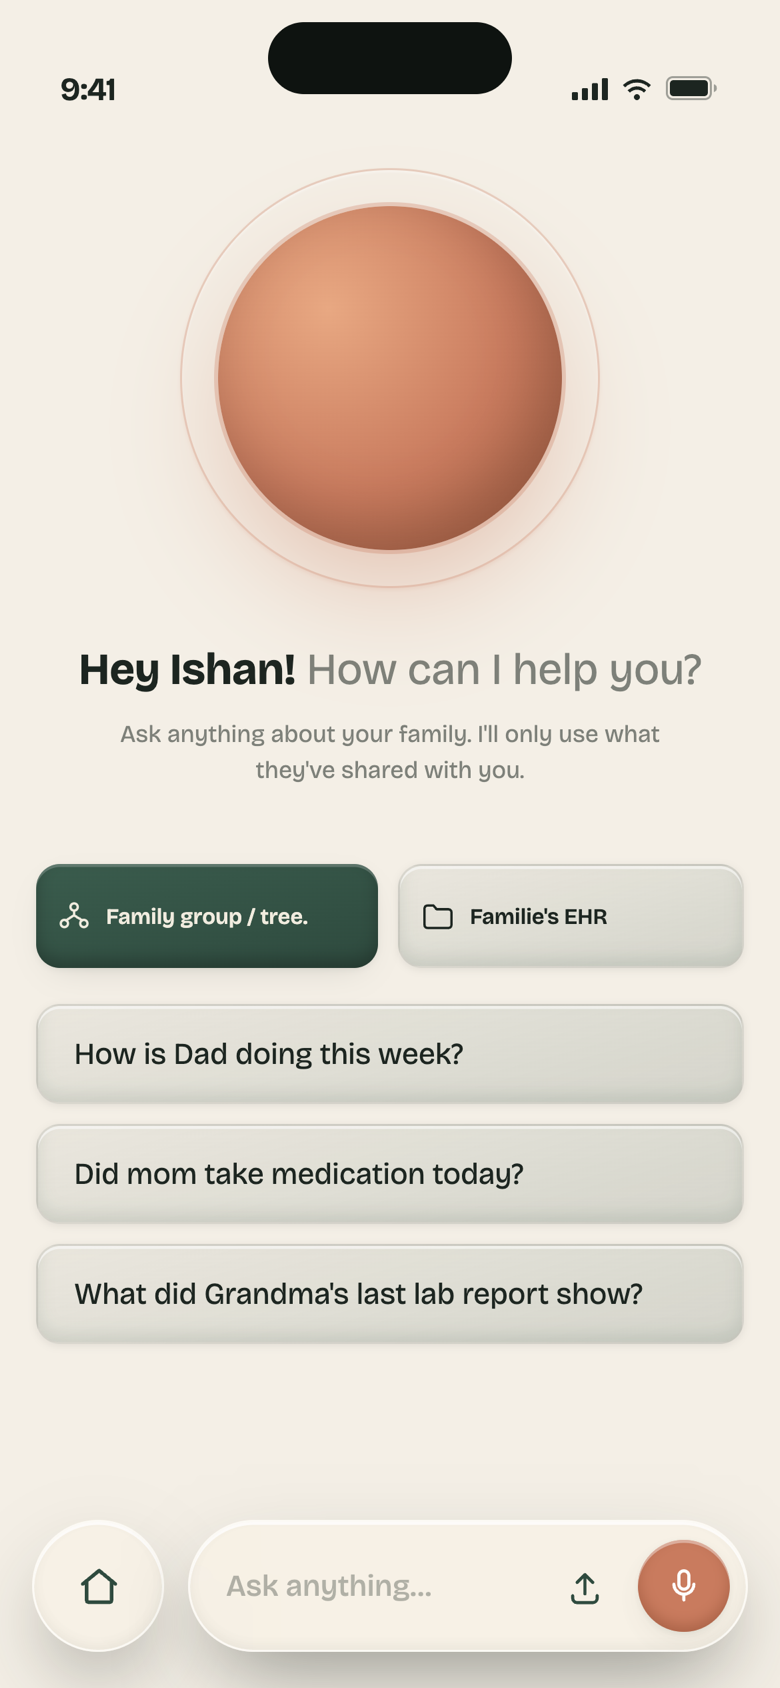 9:41
Hey Ishan! How can I help you?
Ask anything about your family. I'll only use what
they've shared with you.
Family group / tree.
Familie's EHR
How is Dad doing this week?
Did mom take medication today?
What did Grandma's last lab report show?
Ask anything...